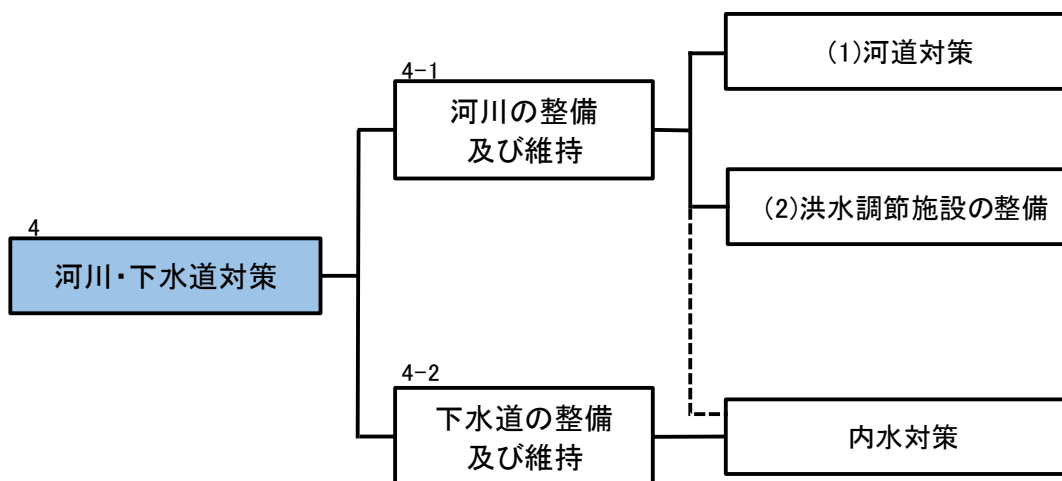 4
河川・下水道対策
4-1
河川の整備
及び維持
(1)河道対策
(2)洪水調節施設の整備
4-2
下水道の整備
及び維持
内水対策